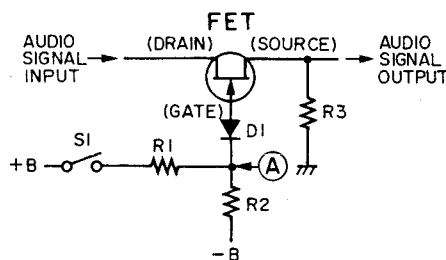 FET
AUDIO SIGNAL INPUT
(DRAIN)
(SOURCE)
AUDIO SIGNAL OUTPUT
(GATE)
D1
R3
+B
S1
R1
A
R2
-B